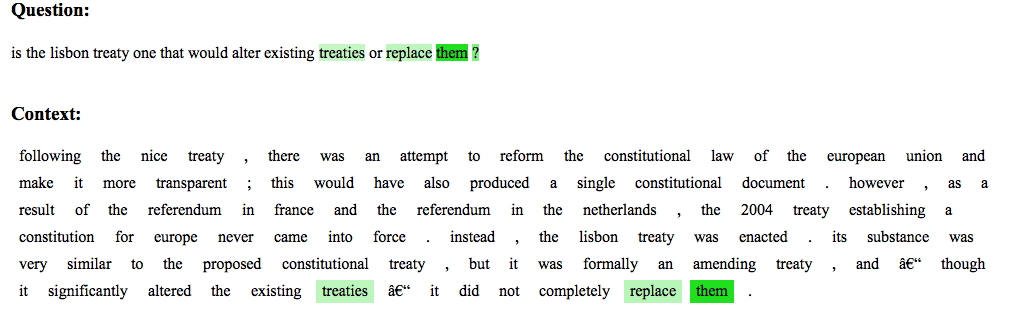 Question:
is the lisbon treaty one that would alter existing treaties or replace them ?
Context:
following the nice treaty , there was an attempt to reform the constitutional law of the european union and
make it more transparent ; this would have also produced a single constitutional document . however , as a
result of the referendum in france and the referendum in the netherlands , the 2004 treaty establishing a
constitution for europe never came into force . instead , the lisbon treaty was enacted . its substance was
very similar to the proposed constitutional treaty , but it was formally an amending treaty , and â€“ though
it significantly altered the existing treaties â€“ it did not completely replace them .